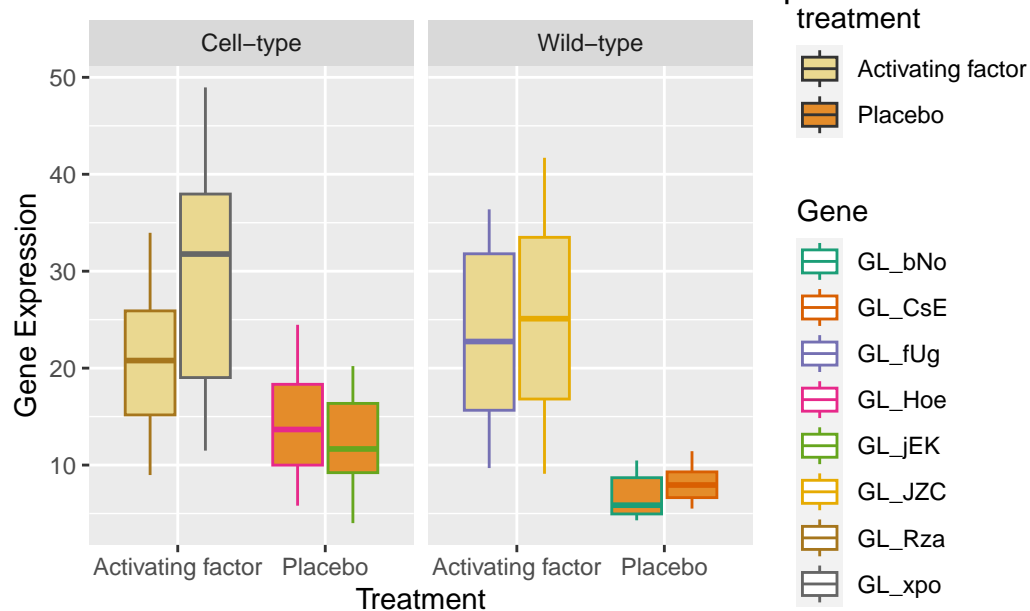 Cell−type
Wild−type
50
40
30
20
10
Gene Expression
Activating factor
Placebo
Activating factor
Placebo
Treatment
treatment
Activating factor
Placebo
Gene
GL_bNo
GL_CsE
GL_fUg
GL_Hoe
GL_jEK
GL_JZC
GL_Rza
GL_xpo